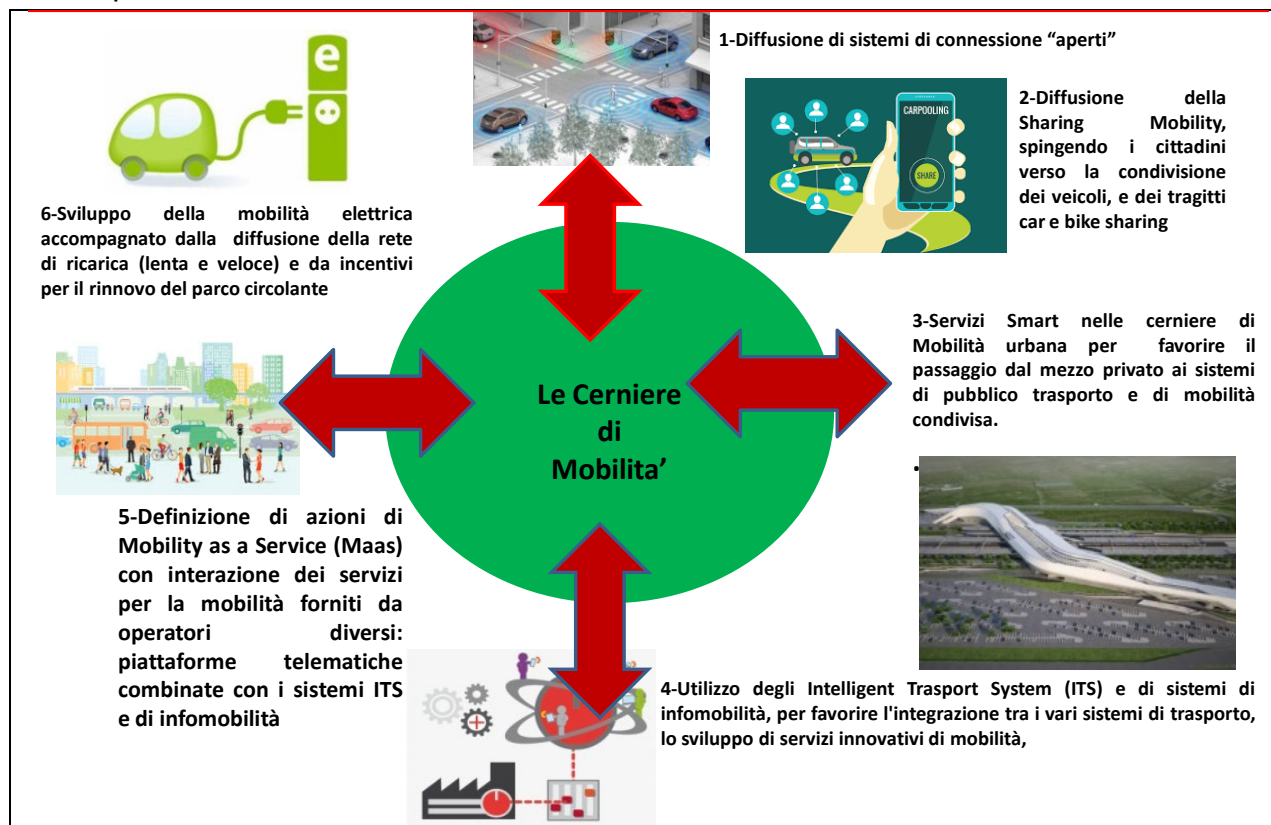 1-Diffusione di sistemi di connessione “aperti”
e
CARPOOLING
SHARE
2-Diffusione della
Sharing Mobility,
spingendo i cittadini
verso la condivisione
dei veicoli, e dei tragitti
car e bike sharing
6-Sviluppo della mobilità elettrica
accompagnato dalla diffusione della rete
di ricarica (lenta e veloce) e da incentivi
per il rinnovo del parco circolante
3-Servizi Smart nelle cerniere di
Mobilità urbana per favorire il
passaggio dal mezzo privato ai sistemi
di pubblico trasporto e di mobilità
condivisa.
Le Cerniere
di
Mobilita’
5-Definizione di azioni di
Mobility as a Service (Maas)
con interazione dei servizi
per la mobilità forniti da
operatori diversi:
piattaforme telematiche
combinate con i sistemi ITS
e di infomobilità
4-Utilizzo degli Intelligent Trasport System (ITS) e di sistemi di
infomobilità, per favorire l'integrazione tra i vari sistemi di trasporto,
lo sviluppo di servizi innovativi di mobilità,